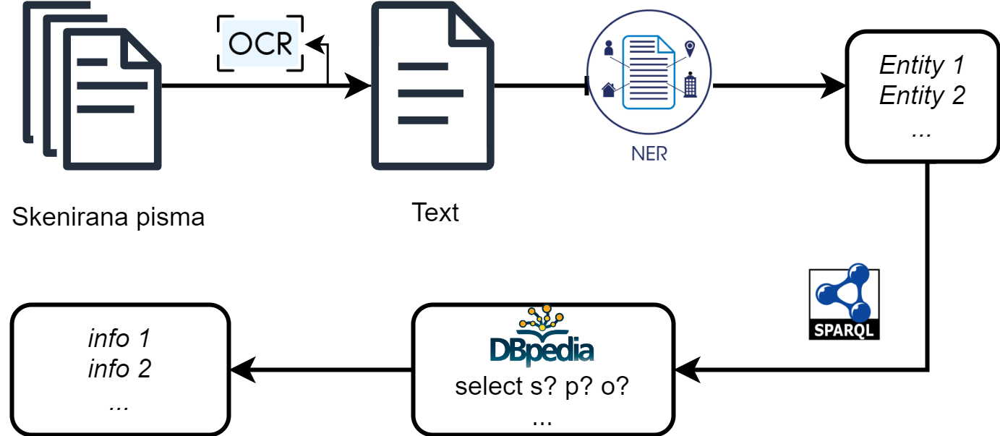 OCR
NER
Entity 1
Entity 2
...
Skenirana pisma
Text
SPARQL
DBpedia
select s? p? o?
...
info 1
info 2
...